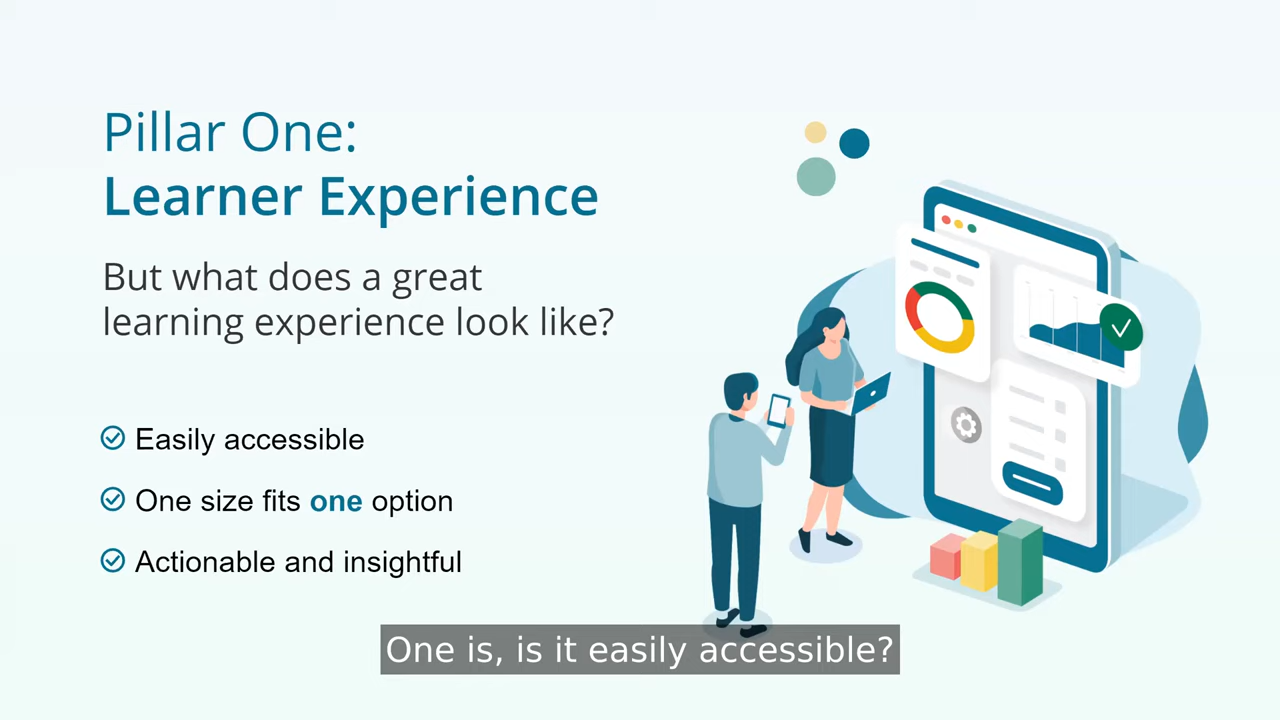 Pillar One:
Learner Experience
But what does a great
learning experience look like?
Easily accessible
One size fits one option
Actionable and insightful
One is, is it easily accessible?